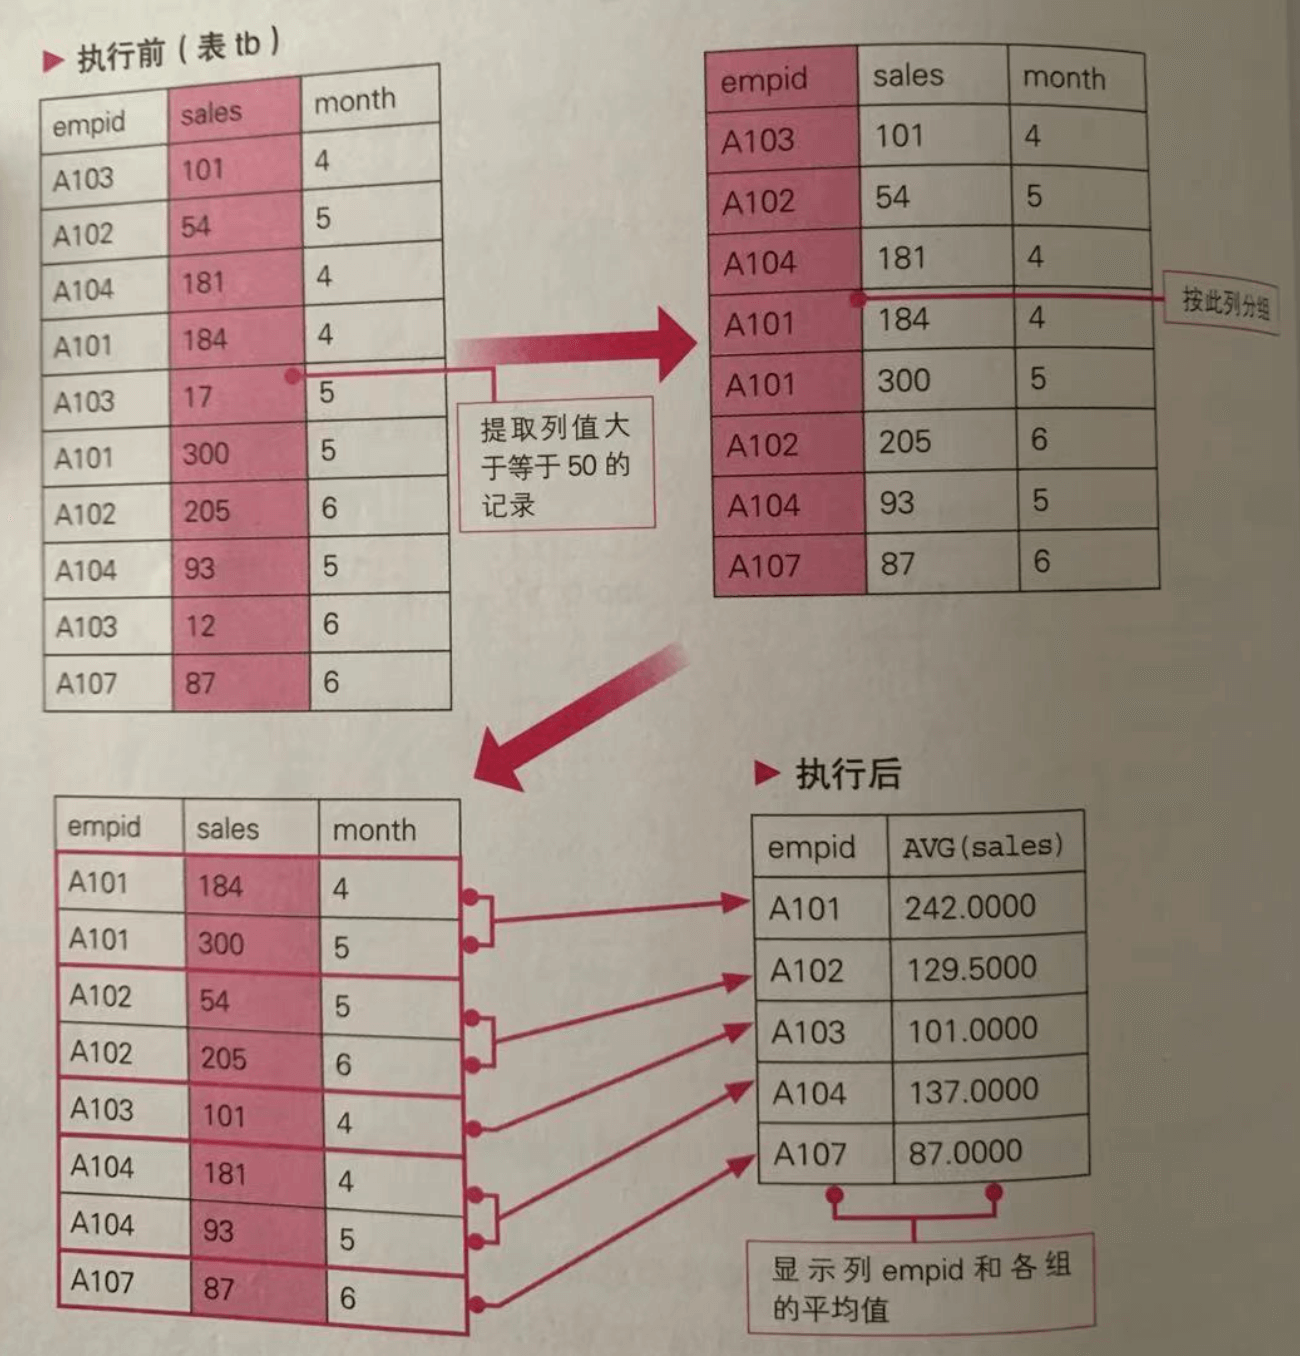 ▶ 执行前（表 tb）
empid sales month
A103 101 4
A102 54 5
A104 181 4
A101 184 4
A103 17 5
A101 300 5
A102 205 6
A104 93 5
A103 12 6
A107 87 6
提取列值大
于等于 50 的
记录
empid sales month
A103 101 4
A102 54 5
A104 181 4
A101 184 4
A101 300 5
A102 205 6
A104 93 5
A107 87 6
按此列分组
empid sales month
A101 184 4
A101 300 5
A102 54 5
A102 205 6
A103 101 4
A104 181 4
A104 93 5
A107 87 6
▶ 执行后
empid AVG(sales)
A101 242.0000
A102 129.5000
A103 101.0000
A104 137.0000
A107 87.0000
显示列 empid 和各组
的平均值